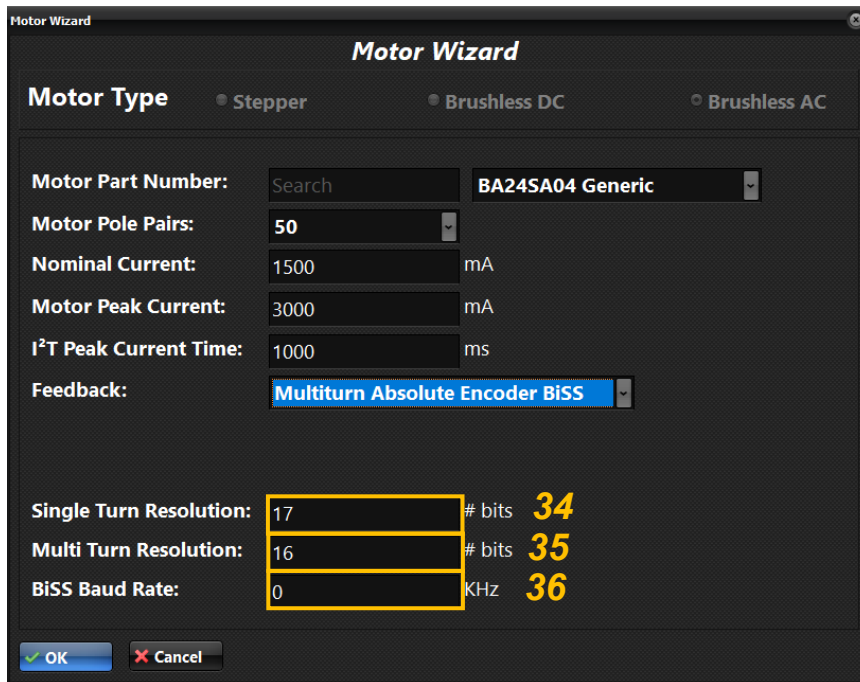 Motor Wizard
Motor Wizard
Motor Type Stepper Brushless DC Brushless AC
Motor Part Number: Search BA24SA04 Generic
Motor Pole Pairs: 50
Nominal Current: 1500 mA
Motor Peak Current: 3000 mA
I²T Peak Current Time: 1000 ms
Feedback: Multiturn Absolute Encoder BiSS
Single Turn Resolution: 17 # bits 34
Multi Turn Resolution: 16 # bits 35
BiSS Baud Rate: 0 KHz 36
OK Cancel